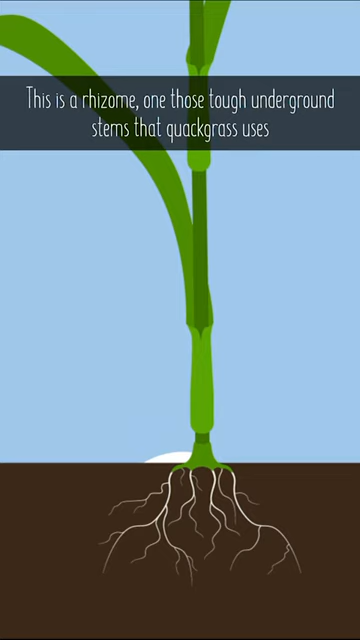 This is a rhizome, one those tough underground
stems that quackgrass uses